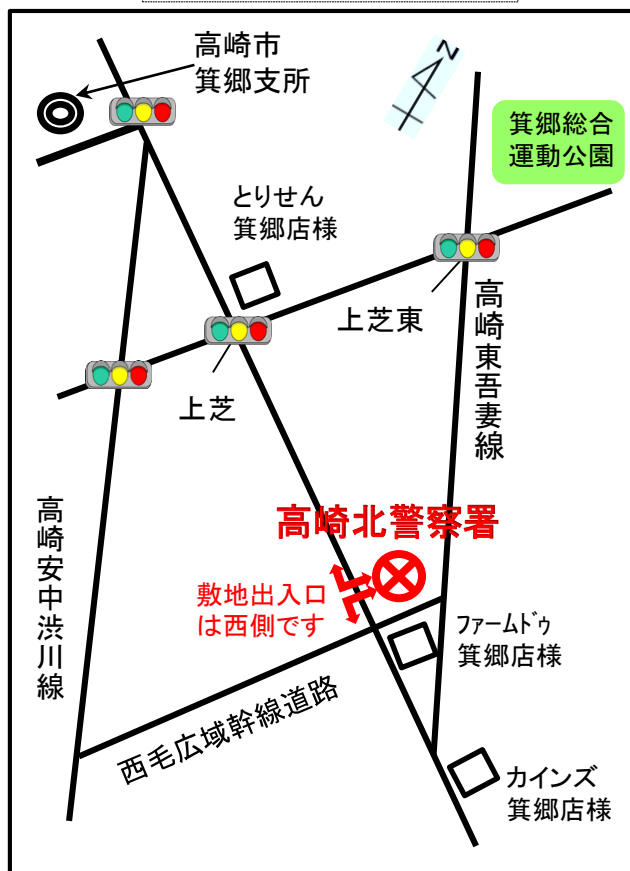 高崎市
箕郷支所
N
箕郷総合
運動公園
とりせん
箕郷店様
上芝東
高崎東吾妻線
上芝
高崎安中渋川線
高崎北警察署
敷地出入口
は西側です
ﾌｧｰﾑﾄﾞｩ
箕郷店様
西毛広域幹線道路
カインズ
箕郷店様